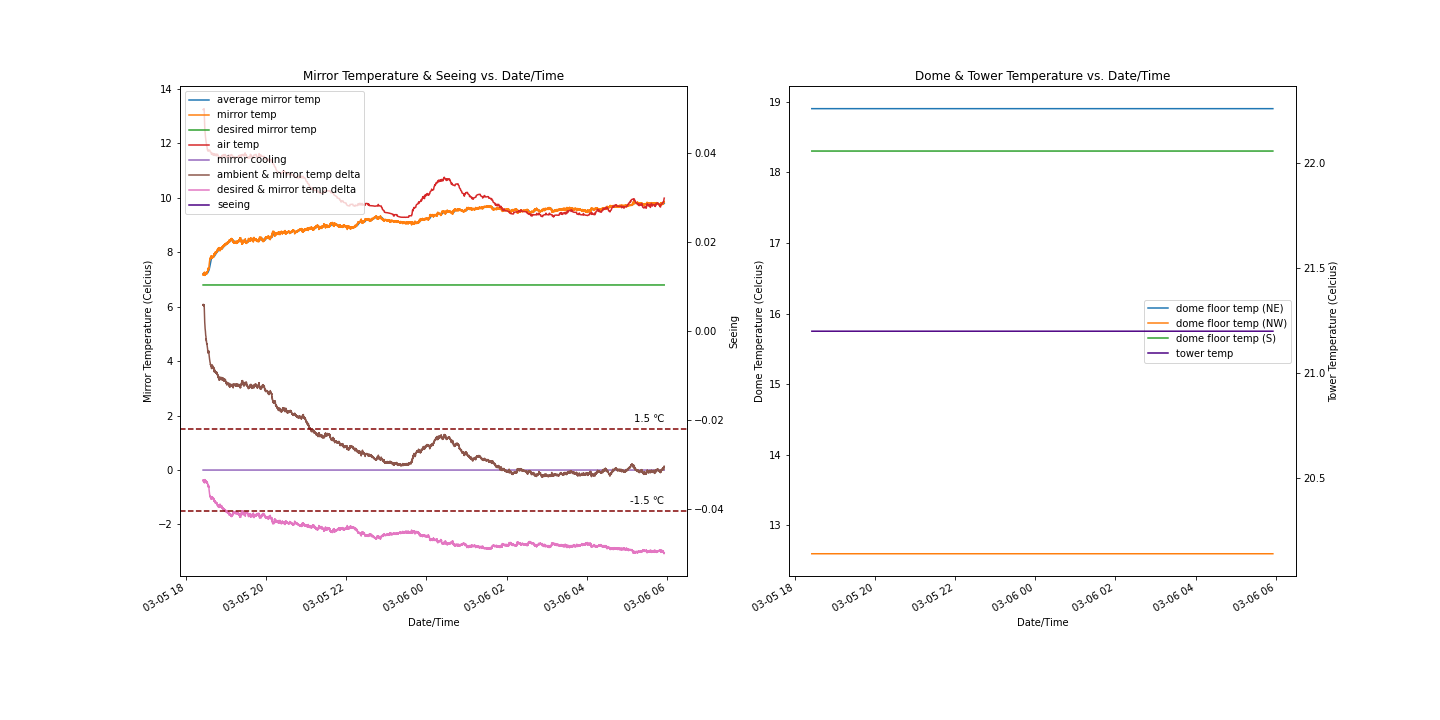 Mirror Temperature & Seeing vs. Date/Time
average mirror temp
mirror temp
desired mirror temp
air temp
mirror cooling
ambient & mirror temp delta
desired & mirror temp delta
seeing
14
12
10
8
6
4
2
0
−2
Mirror Temperature (Celcius)
0.04
0.02
0.00
−0.02
−0.04
Seeing
1.5 °C
-1.5 °C
03-05 18
03-05 20
03-05 22
03-06 00
03-06 02
03-06 04
03-06 06
Date/Time
Dome & Tower Temperature vs. Date/Time
19
18
17
16
15
14
13
Dome Temperature (Celcius)
dome floor temp (NE)
dome floor temp (NW)
dome floor temp (S)
tower temp
22.0
21.5
21.0
20.5
Tower Temperature (Celcius)
03-05 18
03-05 20
03-05 22
03-06 00
03-06 02
03-06 04
03-06 06
Date/Time